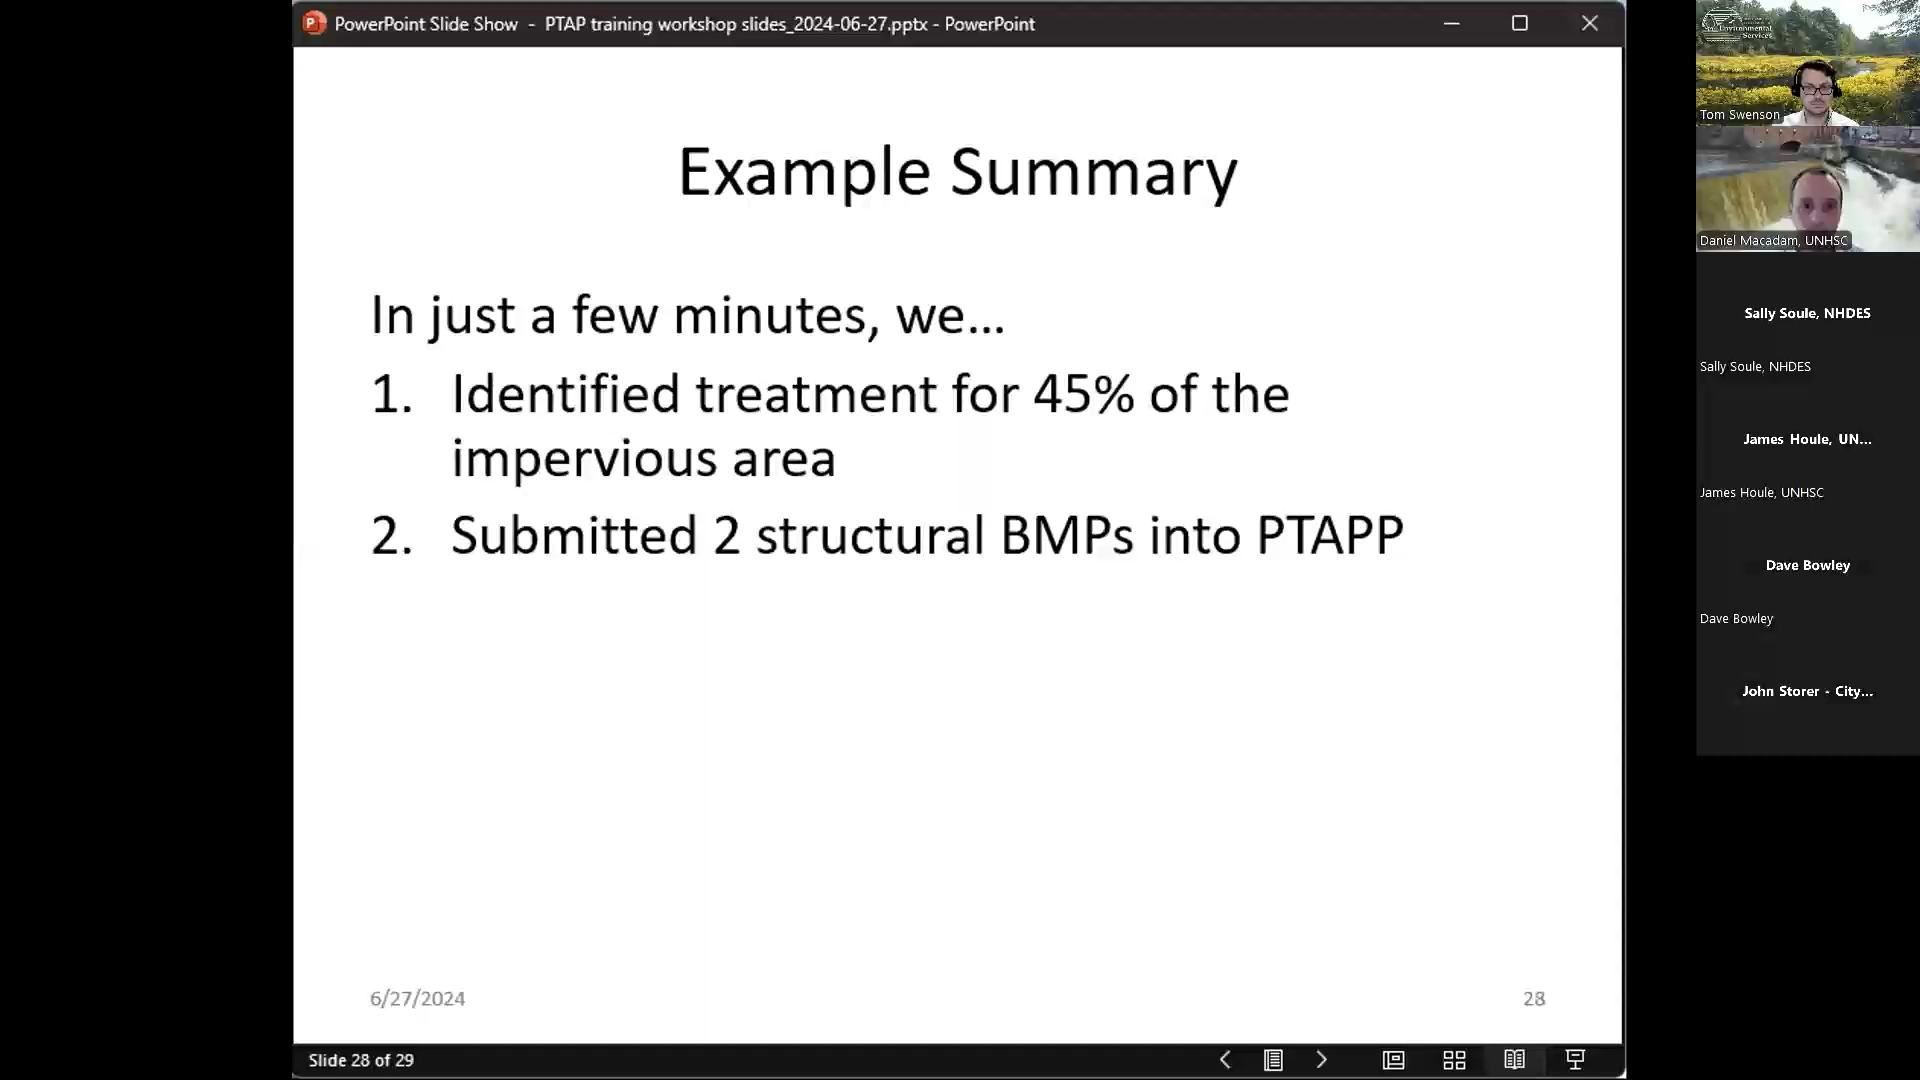 PowerPoint Slide Show - PTAP training workshop slides_2024-06-27.pptx - PowerPoint
Example Summary
In just a few minutes, we...
1. Identified treatment for 45% of the
impervious area
2. Submitted 2 structural BMPs into PTAPP
6/27/2024
28
Slide 28 of 29
Environmental
Services
Tom Swenson
Daniel Macadam, UNHSC
Sally Soule, NHDES
Sally Soule, NHDES
James Houle, UN...
James Houle, UNHSC
Dave Bowley
Dave Bowley
John Storer - City...